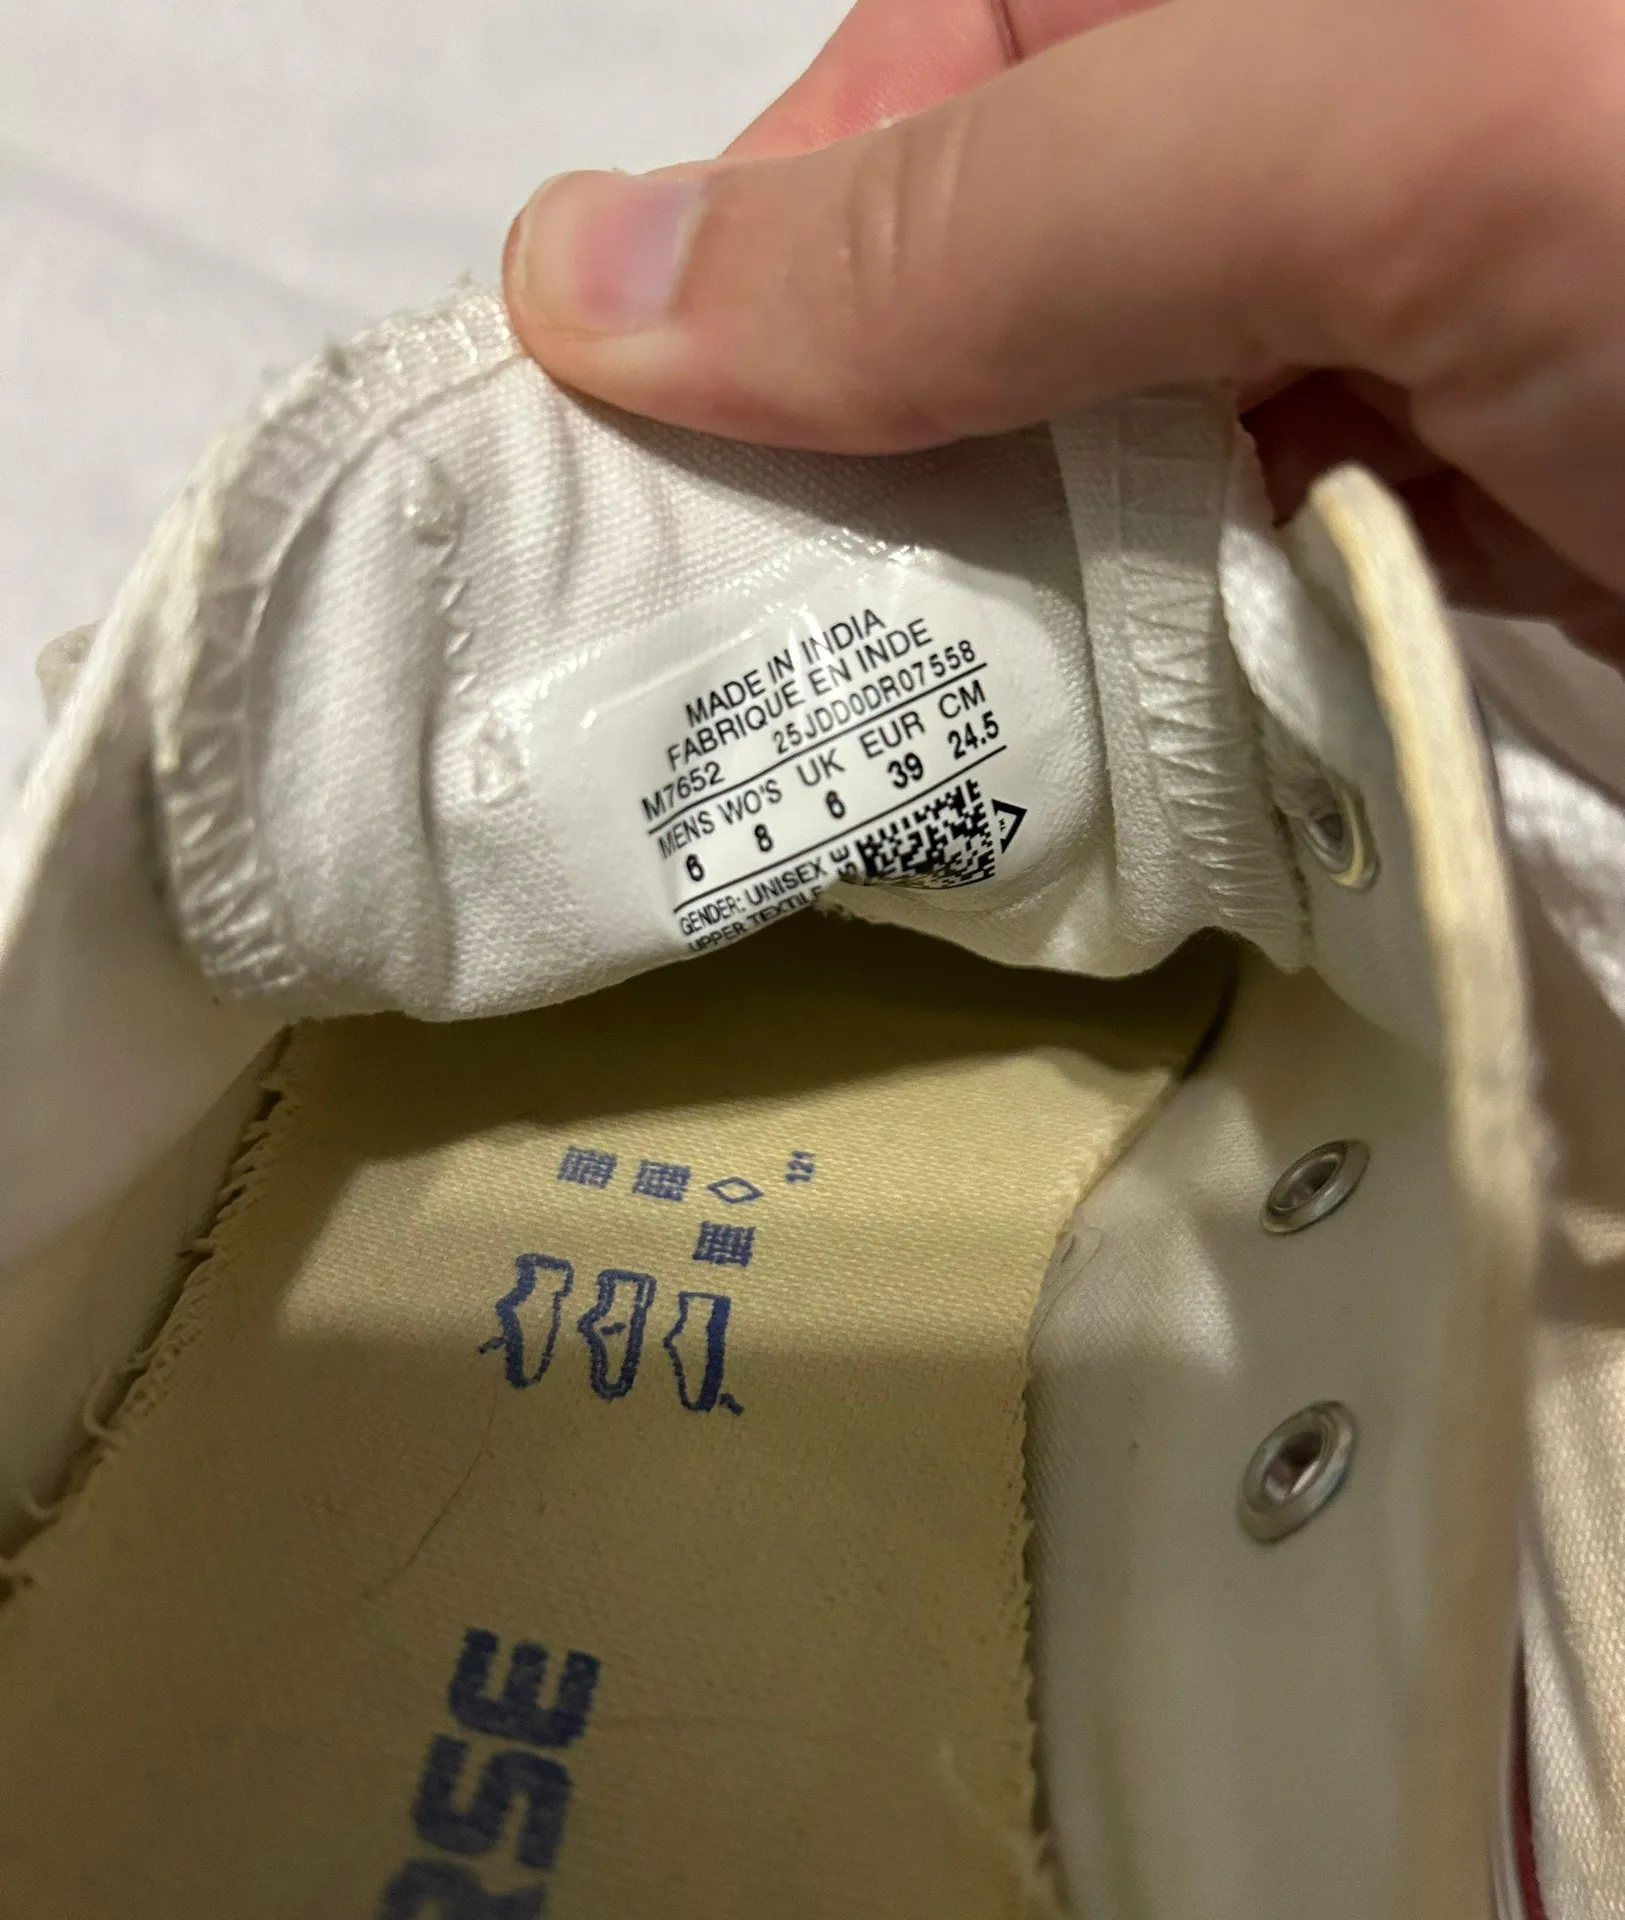 MADE IN INDIA
FABRIQUE EN INDE
M7652 25JDD0DR07558
MENS WO'S UK EUR CM
6 8 6 39 24.5
GENDER: UNISEX
UPPER TEXTILE
121
RSE